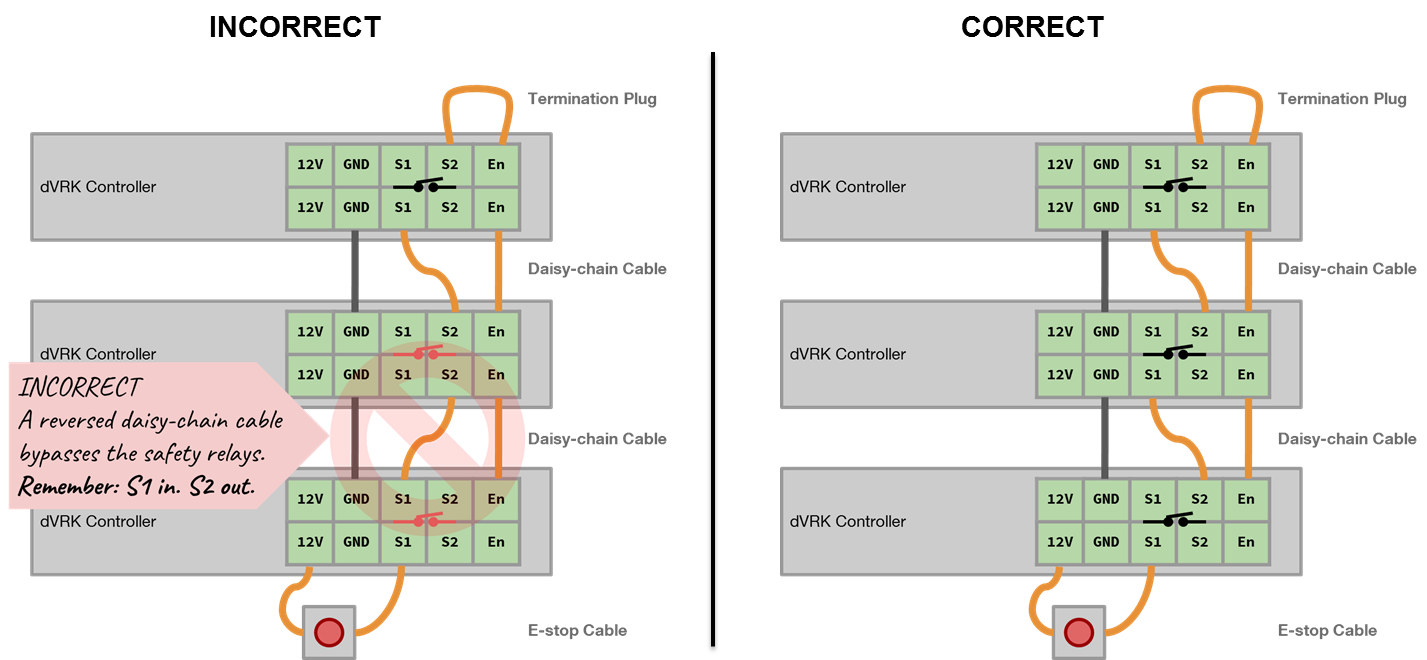 INCORRECT
CORRECT
Termination Plug
Termination Plug
12V GND S1 S2 En
12V GND S1 S2 En
dVRK Controller
dVRK Controller
12V GND S1 S2 En
12V GND S1 S2 En
Daisy-chain Cable
Daisy-chain Cable
12V GND S1 S2 En
12V GND S1 S2 En
dVRK Controller
dVRK Controller
12V GND S1 S2 En
12V GND S1 S2 En
INCORRECT
A reversed daisy-chain cable
bypasses the safety relays.
Remember: S1 in. S2 out.
Daisy-chain Cable
Daisy-chain Cable
12V GND S1 S2 En
12V GND S1 S2 En
dVRK Controller
dVRK Controller
12V GND S1 S2 En
12V GND S1 S2 En
E-stop Cable
E-stop Cable